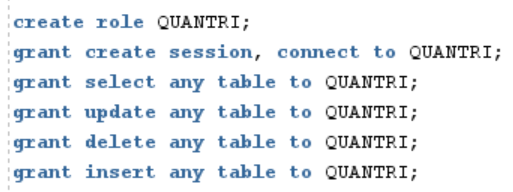 create role QUANTRI;
grant create session, connect to QUANTRI;
grant select any table to QUANTRI;
grant update any table to QUANTRI;
grant delete any table to QUANTRI;
grant insert any table to QUANTRI;